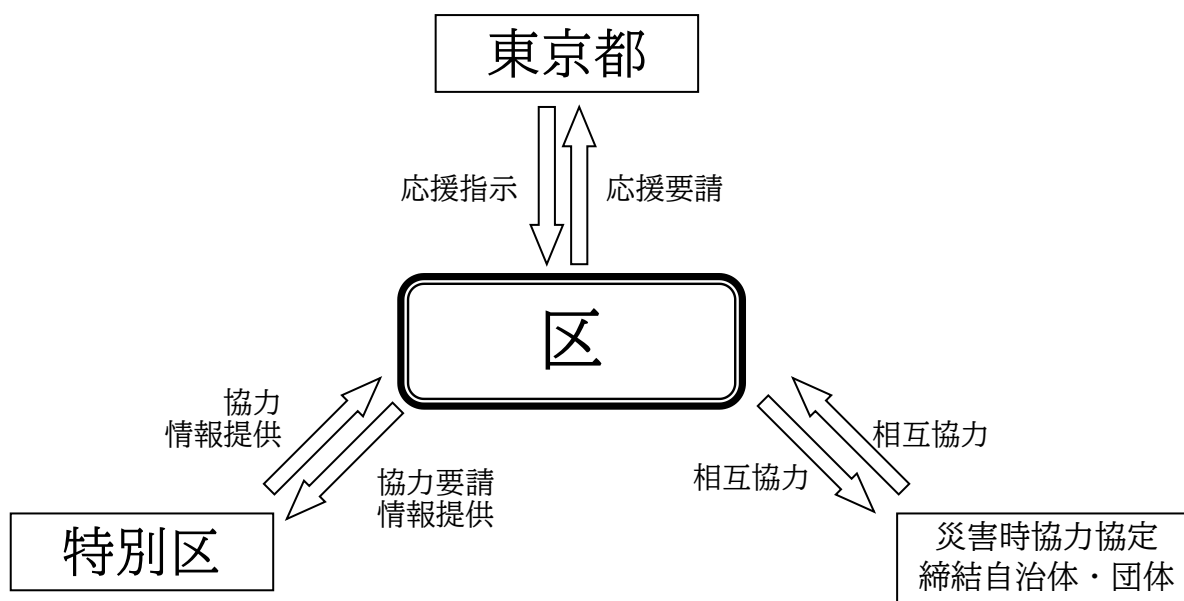 東京都
応援指示
応援要請
区
協力
情報提供
相互協力
協力要請
情報提供
相互協力
特別区
災害時協力協定
締結自治体・団体